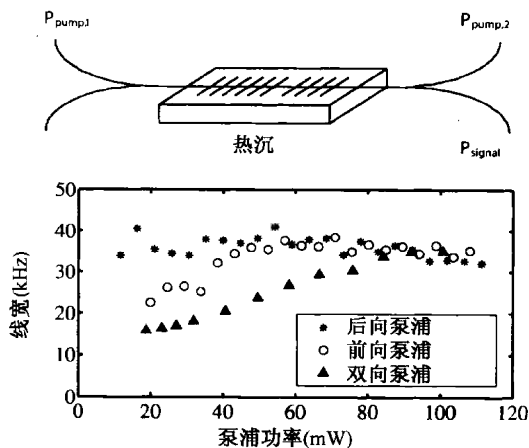 P_pump,1
P_pump,2
热沉
P_signal
线宽(kHz)
50
40
30
20
10
0
* 后向泵浦
○ 前向泵浦
▲ 双向泵浦
0 20 40 60 80 100 120
泵浦功率(mW)